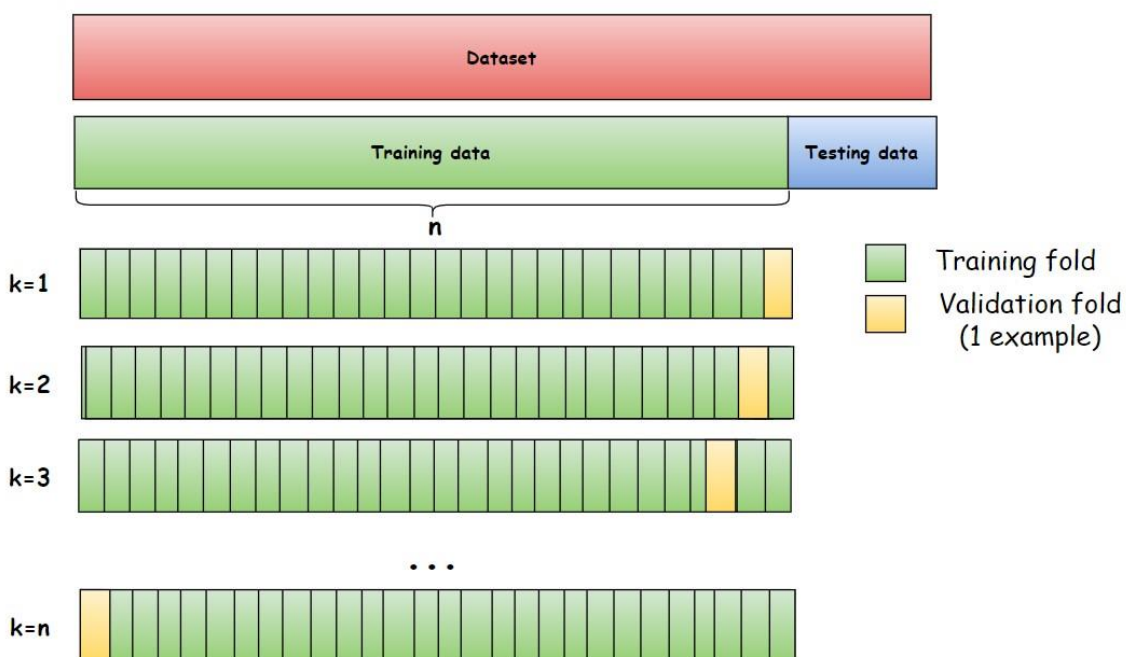 Dataset
Training data
Testing data
n
k=1
Training fold
Validation fold
(1 example)
k=2
k=3
...
k=n